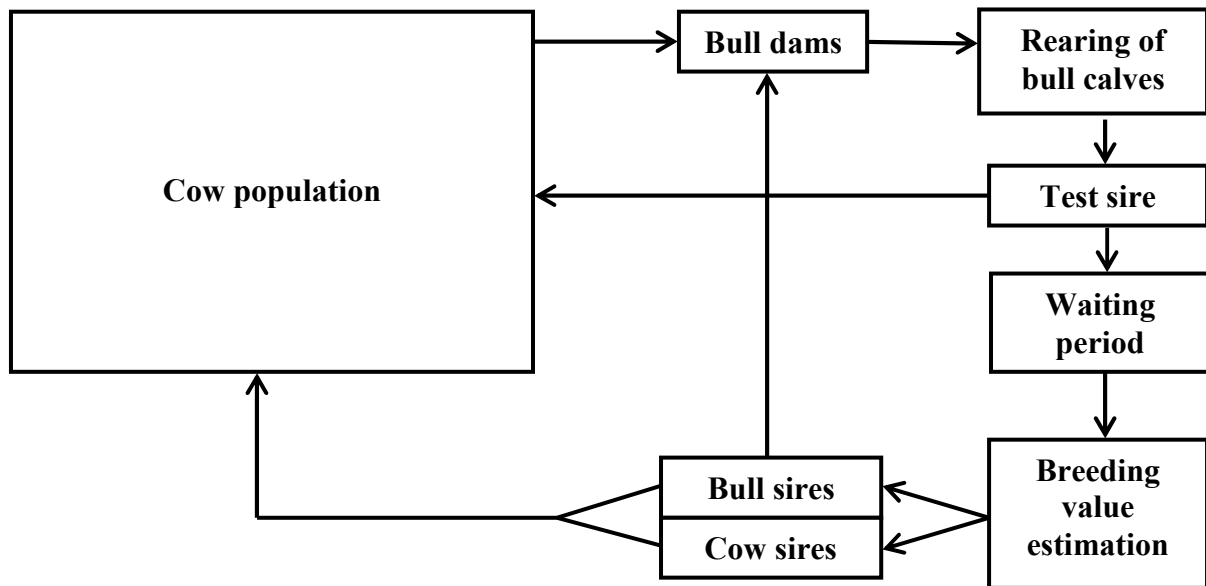 Bull dams
Rearing of
bull calves
Cow population
Test sire
Waiting
period
Bull sires
Cow sires
Breeding
value
estimation